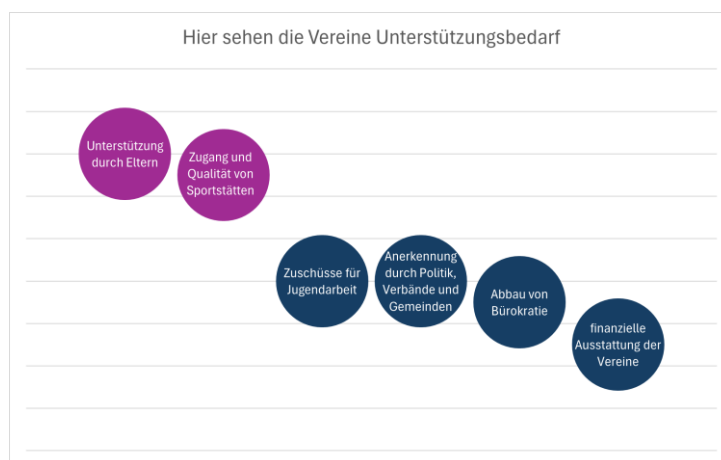 Hier sehen die Vereine Unterstützungsbedarf
Unterstützung
durch Eltern
Zugang und
Qualität von
Sportstätten
Zuschüsse für
Jugendarbeit
Anerkennung
durch Politik,
Verbände und
Gemeinden
Abbau von
Bürokratie
finanzielle
Ausstattung der
Vereine